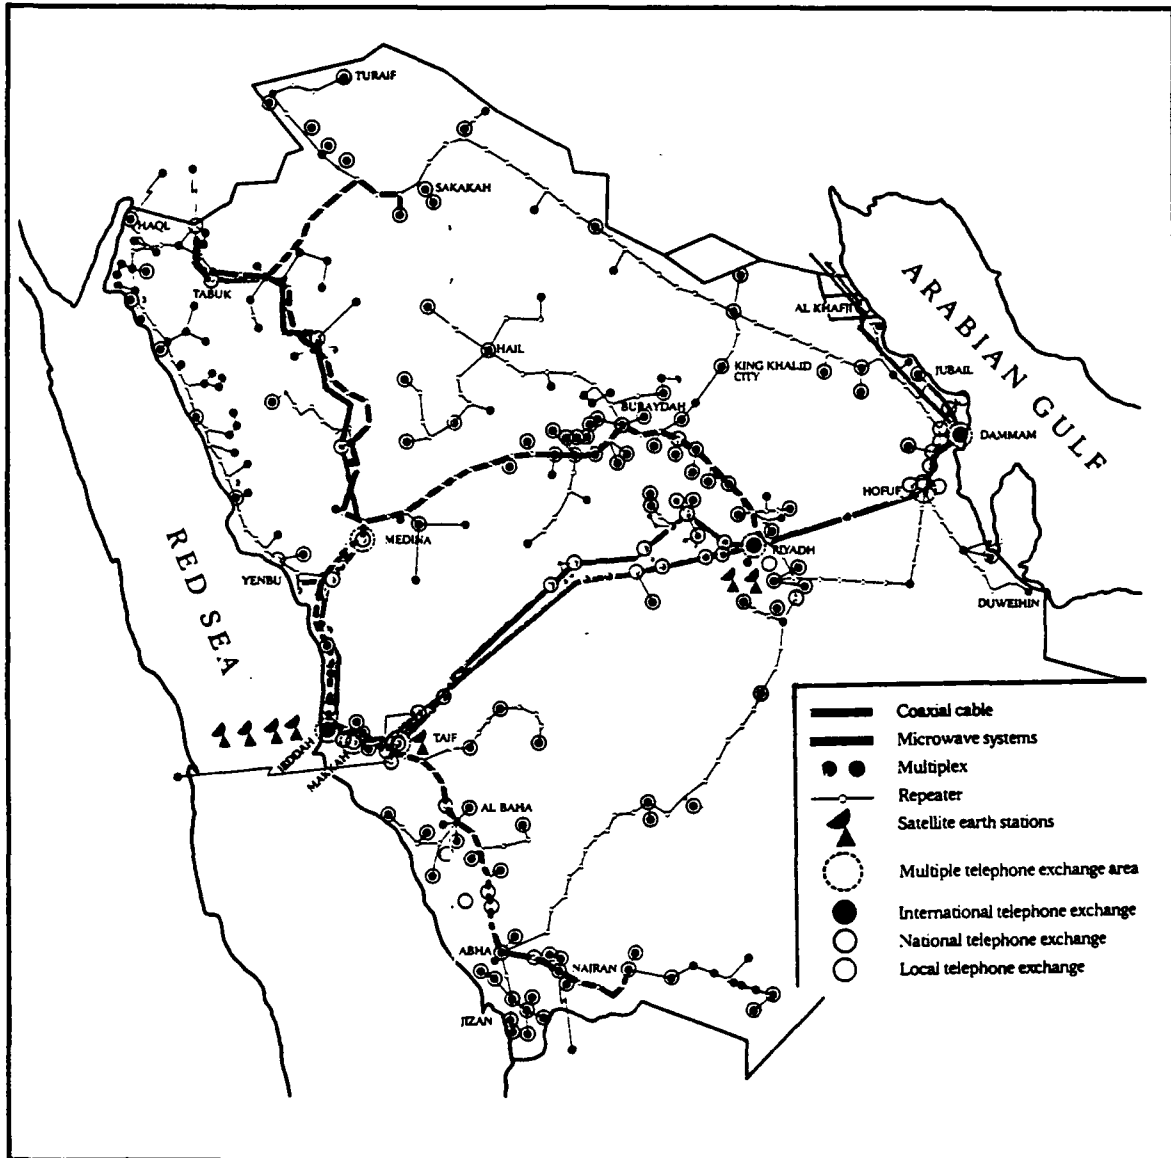 TURAIF
SAKAKAH
HAQL
TABUK
ARABIAN GULF
AL KHAFJI
HAIL
KING KHALID
CITY
JUBAIL
BURAYDAH
DAMMAM
HOFUF
MEDINA
RIYADH
RED SEA
YENBU
DUWEIHIN
JEDDAH
MAKKAH
TAIF
AL BAHA
ABHA
NAJRAN
JIZAN
Coaxial cable
Microwave systems
Multiplex
Repeater
Satellite earth stations
Multiple telephone exchange area
International telephone exchange
National telephone exchange
Local telephone exchange